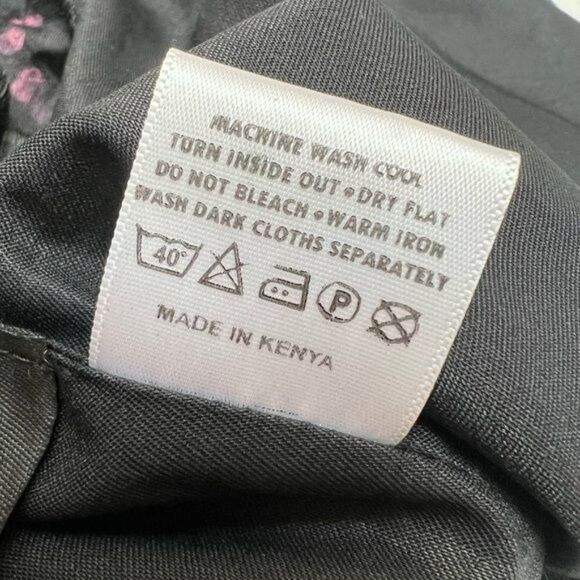 MACHINE WASH COOL
TURN INSIDE OUT • DRY FLAT
DO NOT BLEACH • WARM IRON
WASH DARK CLOTHS SEPARATELY
40° P
MADE IN KENYA